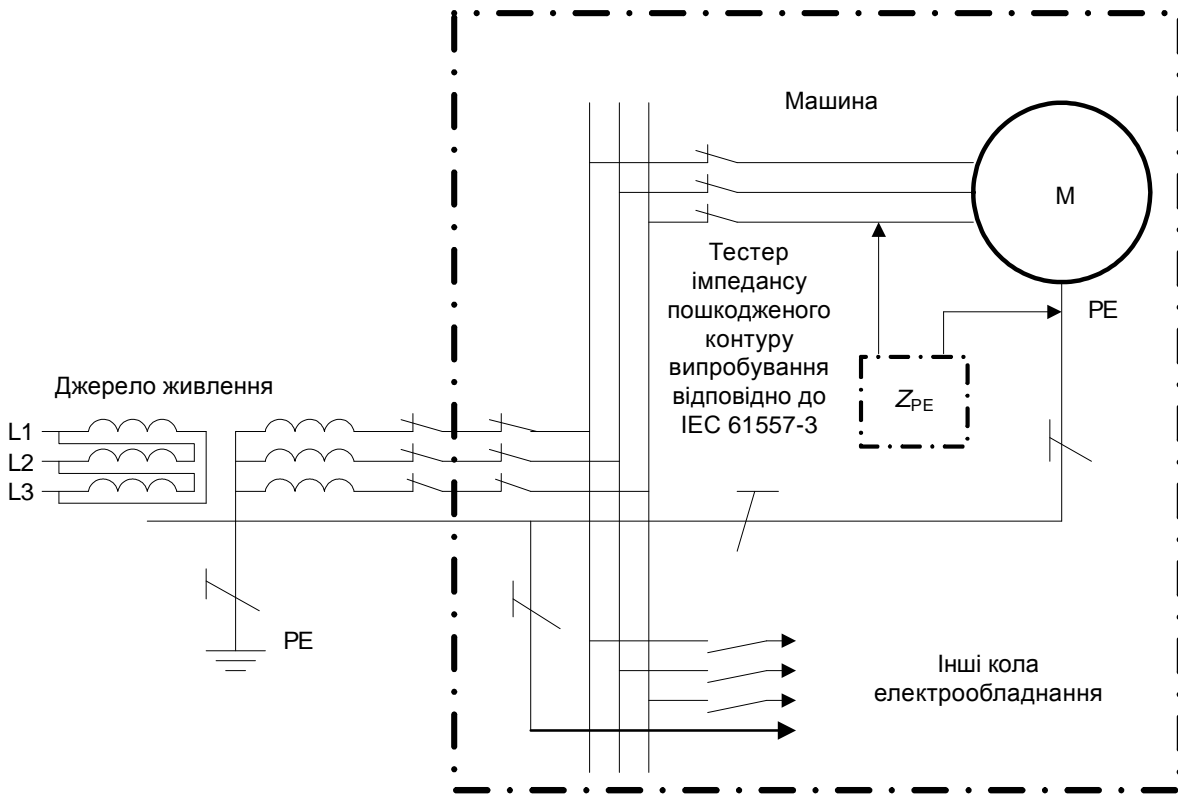 Машина
M
Тестер
імпедансу
пошкодженого
контуру
випробування
відповідно до
IEC 61557-3
PE
Z PE
Джерело живлення
L1
L2
L3
PE
Інші кола
електрообладнання